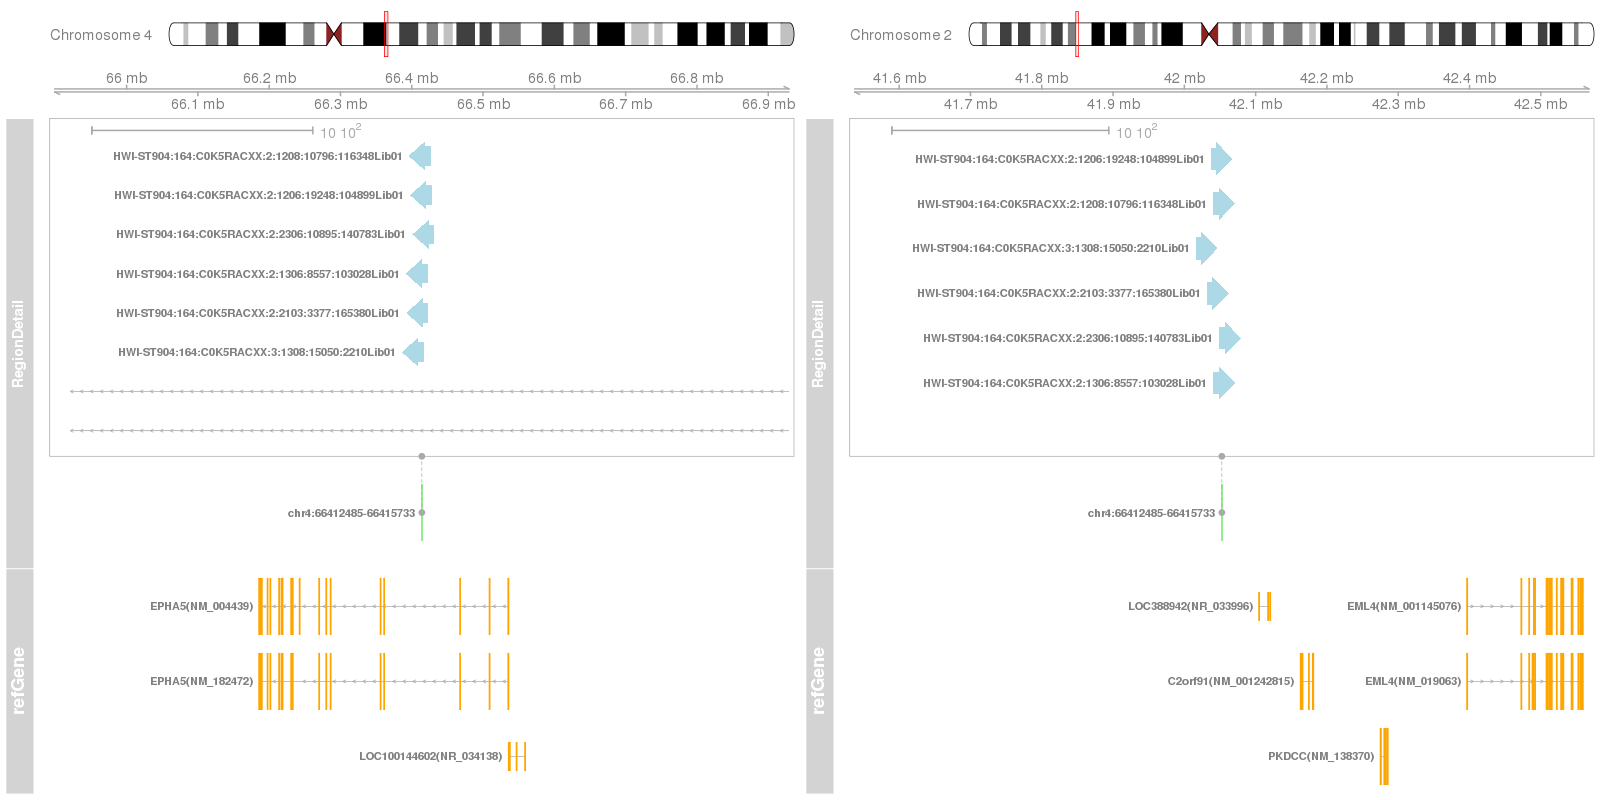 Chromosome 4
66 mb 66.2 mb 66.4 mb 66.6 mb 66.8 mb
66.1 mb 66.3 mb 66.5 mb 66.7 mb 66.9 mb
RegionDetail
10 10²
HWI-ST904:164:C0K5RACXX:2:1208:10796:116348Lib01
HWI-ST904:164:C0K5RACXX:2:1206:19248:104899Lib01
HWI-ST904:164:C0K5RACXX:2:2306:10895:140783Lib01
HWI-ST904:164:C0K5RACXX:2:1306:8557:103028Lib01
HWI-ST904:164:C0K5RACXX:2:2103:3377:165380Lib01
HWI-ST904:164:C0K5RACXX:3:1308:15050:2210Lib01
chr4:66412485-66415733
refGene
EPHA5(NM_004439)
EPHA5(NM_182472)
LOC100144602(NR_034138)
Chromosome 2
41.6 mb 41.8 mb 42 mb 42.2 mb 42.4 mb
41.7 mb 41.9 mb 42.1 mb 42.3 mb 42.5 mb
RegionDetail
10 10²
HWI-ST904:164:C0K5RACXX:2:1206:19248:104899Lib01
HWI-ST904:164:C0K5RACXX:2:1208:10796:116348Lib01
HWI-ST904:164:C0K5RACXX:3:1308:15050:2210Lib01
HWI-ST904:164:C0K5RACXX:2:2103:3377:165380Lib01
HWI-ST904:164:C0K5RACXX:2:2306:10895:140783Lib01
HWI-ST904:164:C0K5RACXX:2:1306:8557:103028Lib01
chr4:66412485-66415733
refGene
LOC388942(NR_033996) EML4(NM_001145076)
C2orf91(NM_001242815) EML4(NM_019063)
PKDCC(NM_138370)